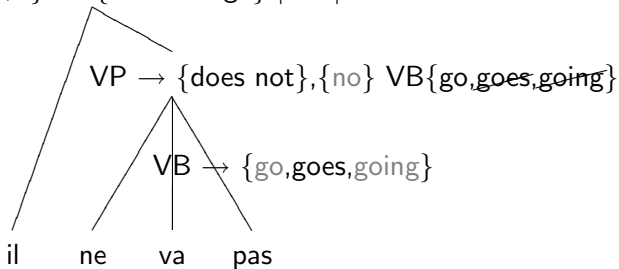 VP → {does not},{no} VB{go,goes,going}
VB → {go,goes,going}
il ne va pas